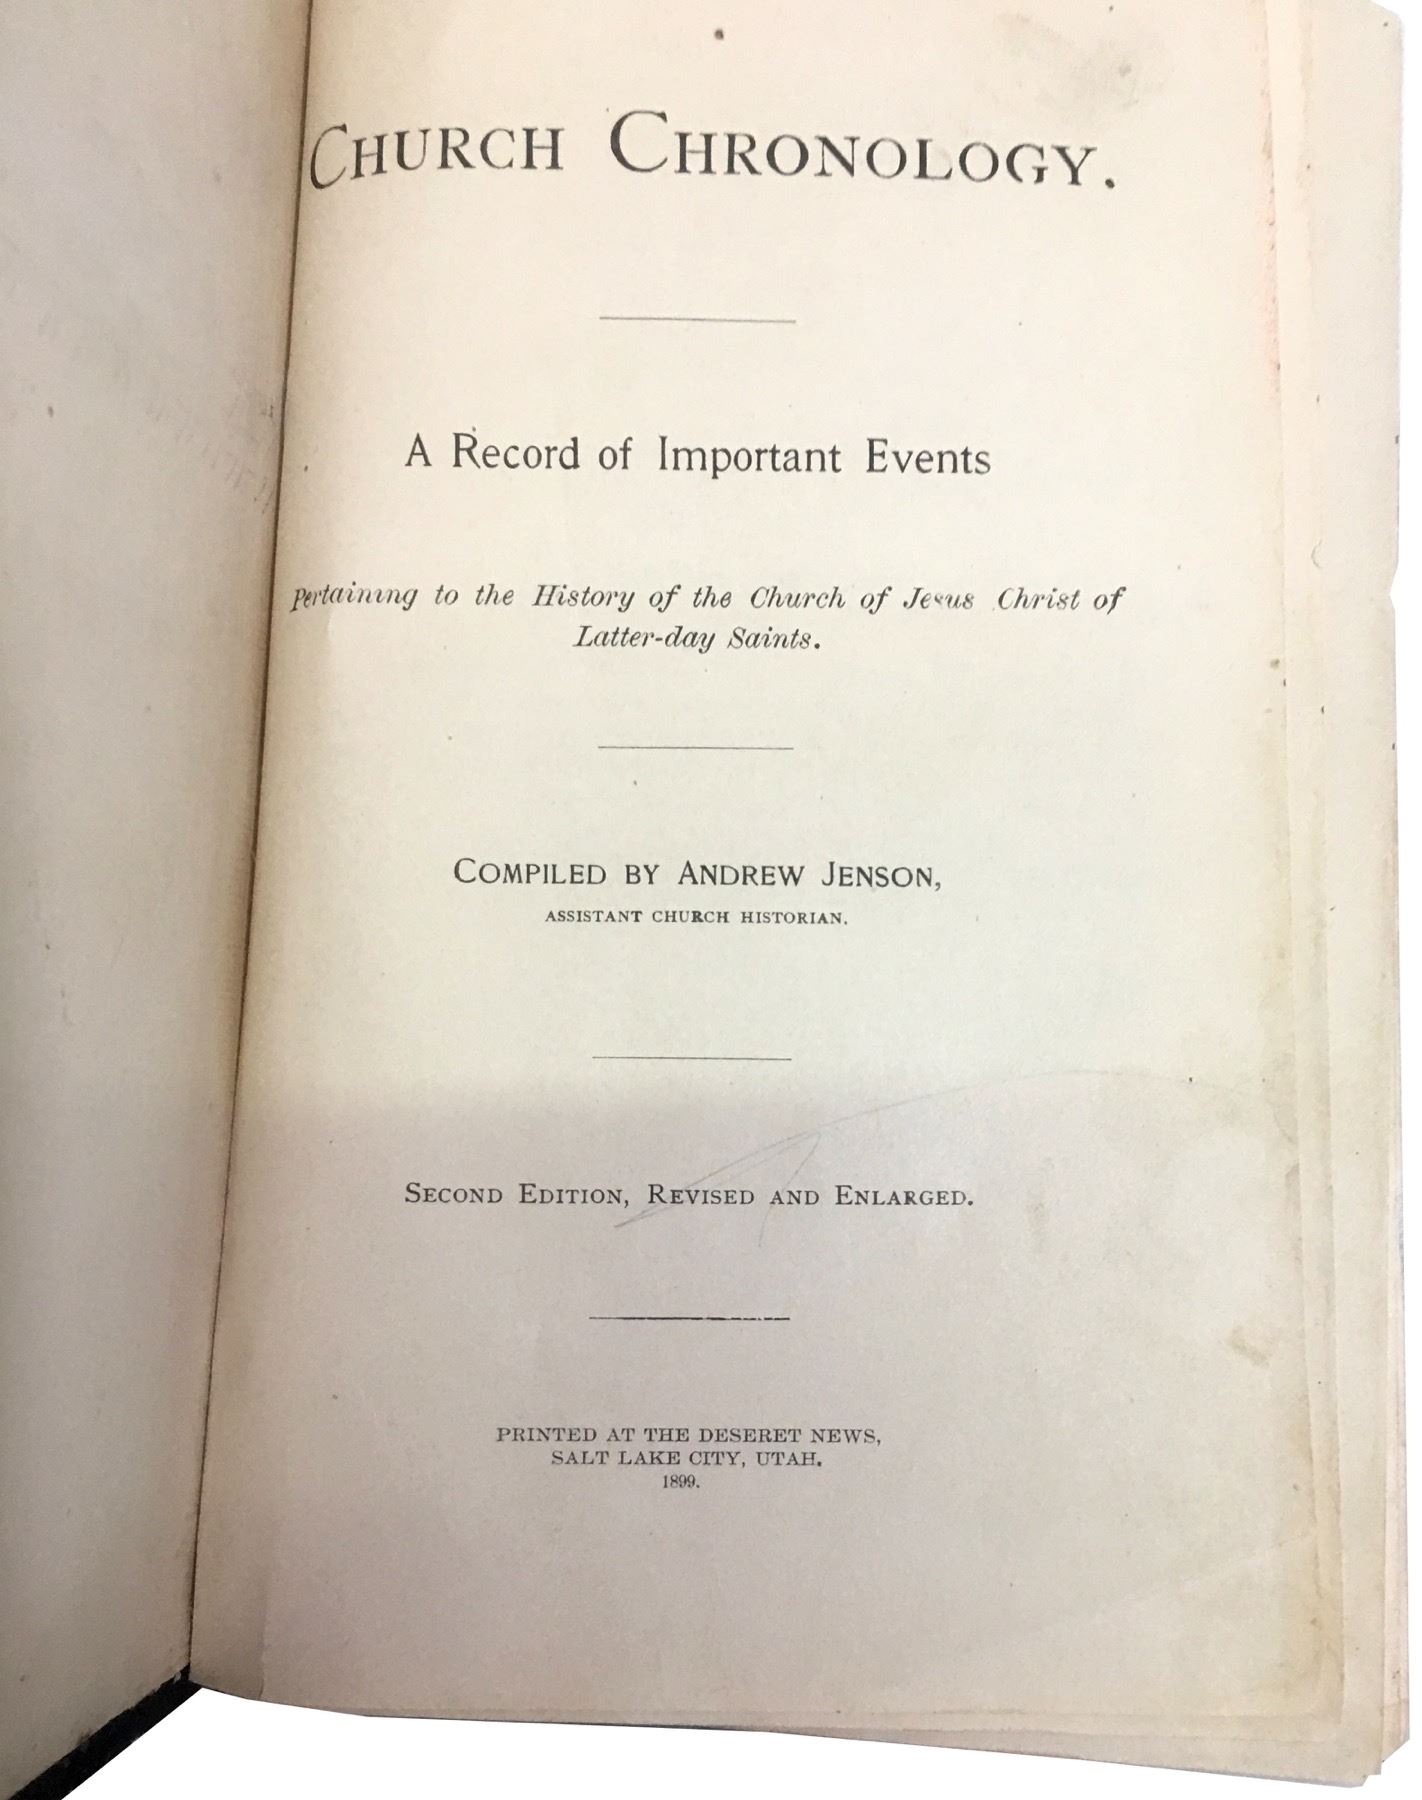 CHURCH CHRONOLOGY.
A Record of Important Events
pertaining to the History of the Church of Jesus Christ of
Latter-day Saints.
COMPILED BY ANDREW JENSON,
ASSISTANT CHURCH HISTORIAN.
SECOND EDITION, REVISED AND ENLARGED.
PRINTED AT THE DESERET NEWS,
SALT LAKE CITY, UTAH.
1899.